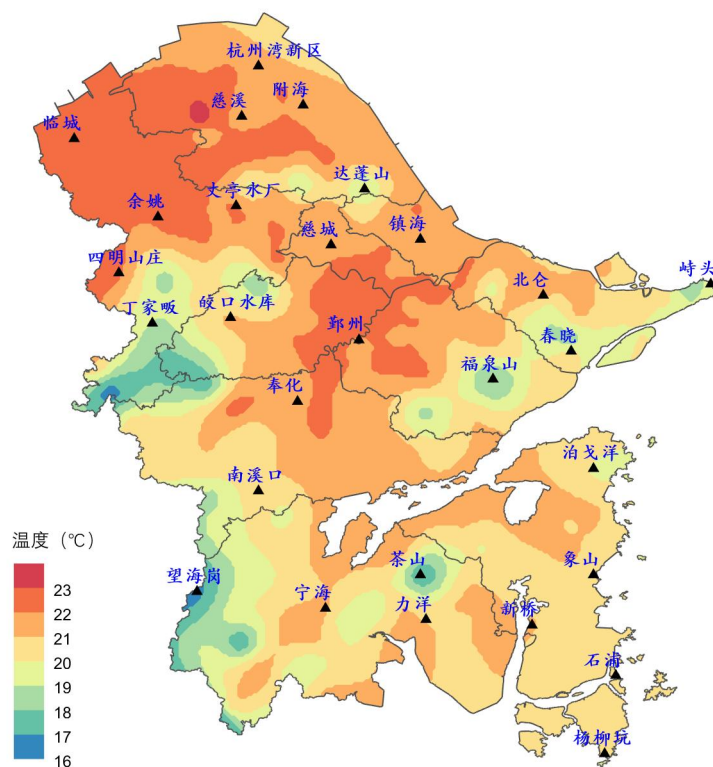 杭州湾新区
附海
慈溪
临城
达蓬山
丈亭水厂
余姚
慈城
镇海
四明山庄
北仑
峙头
丁家畈
皎口水库
鄞州
春晓
福泉山
奉化
泊戈洋
南溪口
温度（℃）
望海岗
茶山
象山
宁海
力洋
新桥
石浦
杨柳坑
23
22
21
20
19
18
17
16